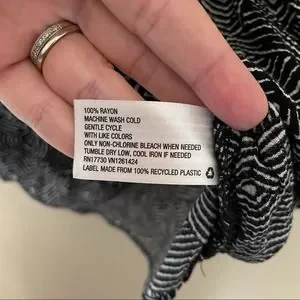 100% RAYON
MACHINE WASH COLD
GENTLE CYCLE
WITH LIKE COLORS
ONLY NON-CHLORINE BLEACH WHEN NEEDED
TUMBLE DRY LOW, COOL IRON IF NEEDED
RN17730 VN1261424
LABEL MADE FROM 100% RECYCLED PLASTIC